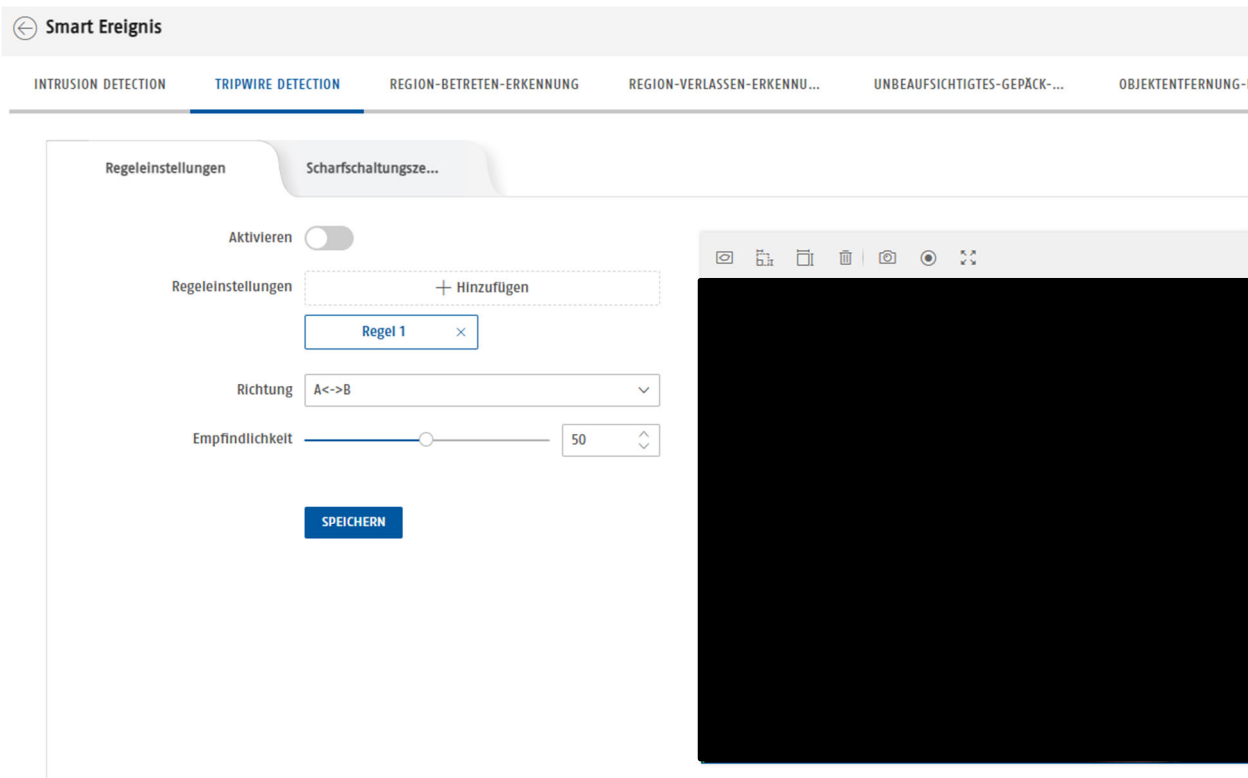 Smart Ereignis
INTRUSION DETECTION TRIPWIRE DETECTION REGION-BETRETEN-ERKENNUNG REGION-VERLASSEN-ERKENNU... UNBEAUFSICHTIGTES-GEPÄCK-... OBJEKTENTFERNUNG-
Regeleinstellungen Scharfschaltungsze...
Aktivieren
Regeleinstellungen + Hinzufügen
Regel 1 ×
Richtung A<->B
Empfindlichkeit 50
SPEICHERN